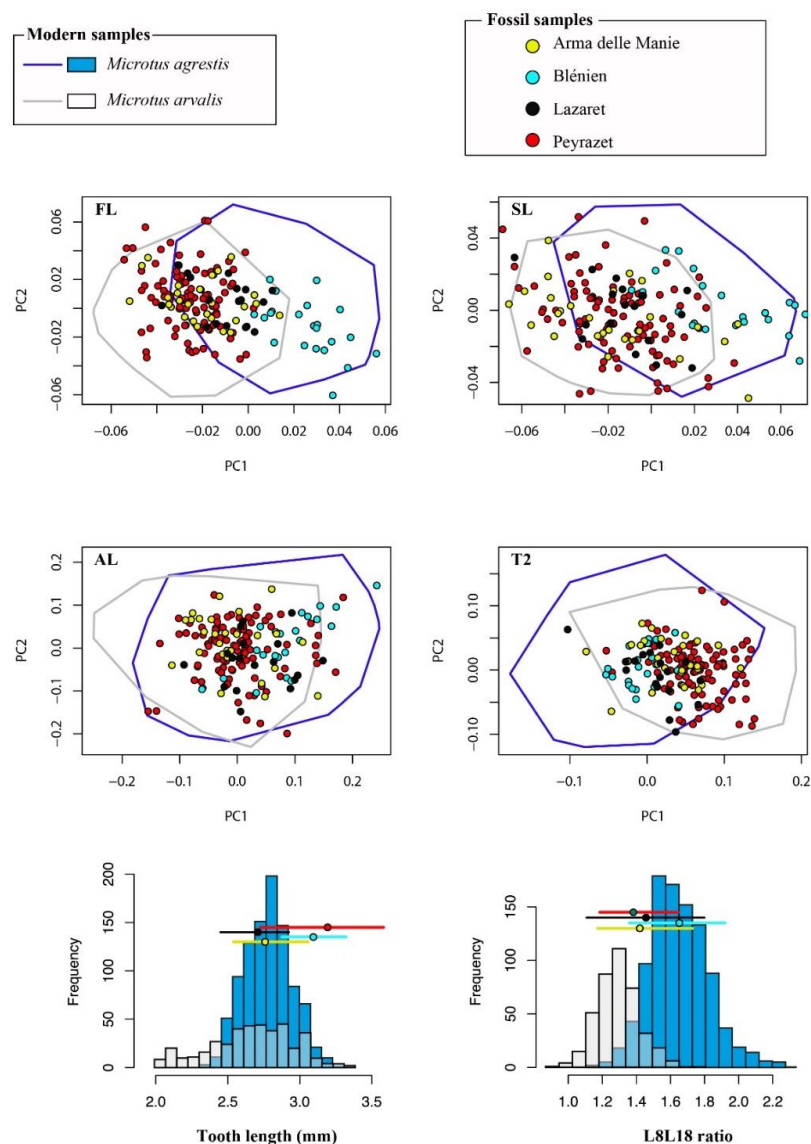 Modern samples
Microtus agrestis
Microtus arvalis
Fossil samples
Arma delle Manie
Blénien
Lazaret
Peyrazet
FL
PC2
0.06
0.02
−0.02
−0.06
−0.06
−0.02
0.02
0.04
0.06
PC1
SL
PC2
0.04
0.00
−0.04
−0.06
−0.02
0.02
0.04
0.06
PC1
AL
PC2
0.2
0.1
0.0
−0.1
−0.2
−0.2
−0.1
0.0
0.1
0.2
PC1
T2
PC2
0.10
0.00
−0.10
−0.1
0.0
0.1
0.2
PC1
Frequency
200
150
100
50
0
2.0
2.5
3.0
3.5
Tooth length (mm)
Frequency
150
100
50
0
1.0
1.2
1.4
1.6
1.8
2.0
2.2
L8L18 ratio